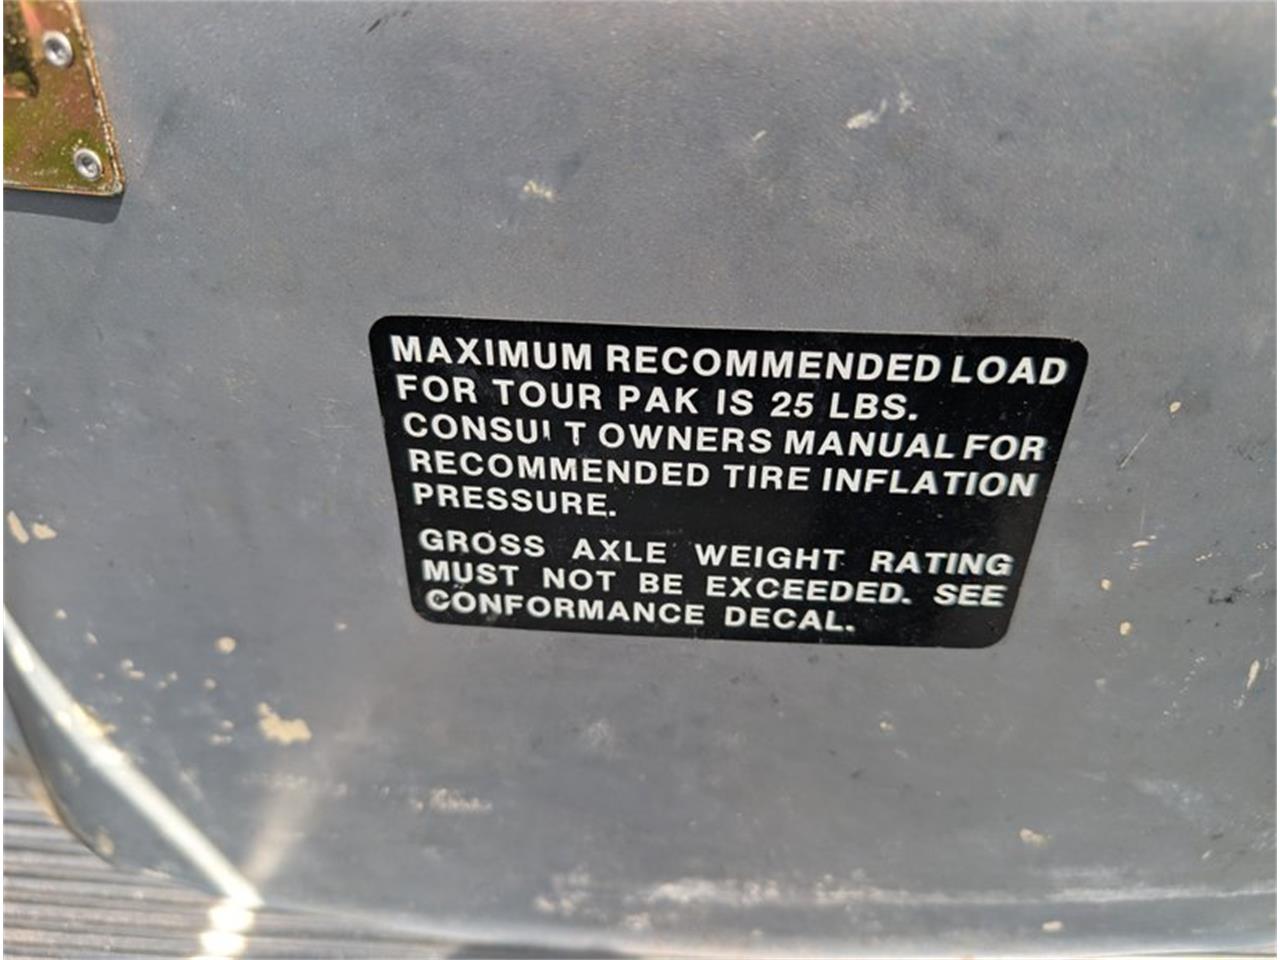 MAXIMUM RECOMMENDED LOAD
FOR TOUR PAK IS 25 LBS.
CONSULT OWNERS MANUAL FOR
RECOMMENDED TIRE INFLATION
PRESSURE.
GROSS AXLE WEIGHT RATING
MUST NOT BE EXCEEDED. SEE
CONFORMANCE DECAL.